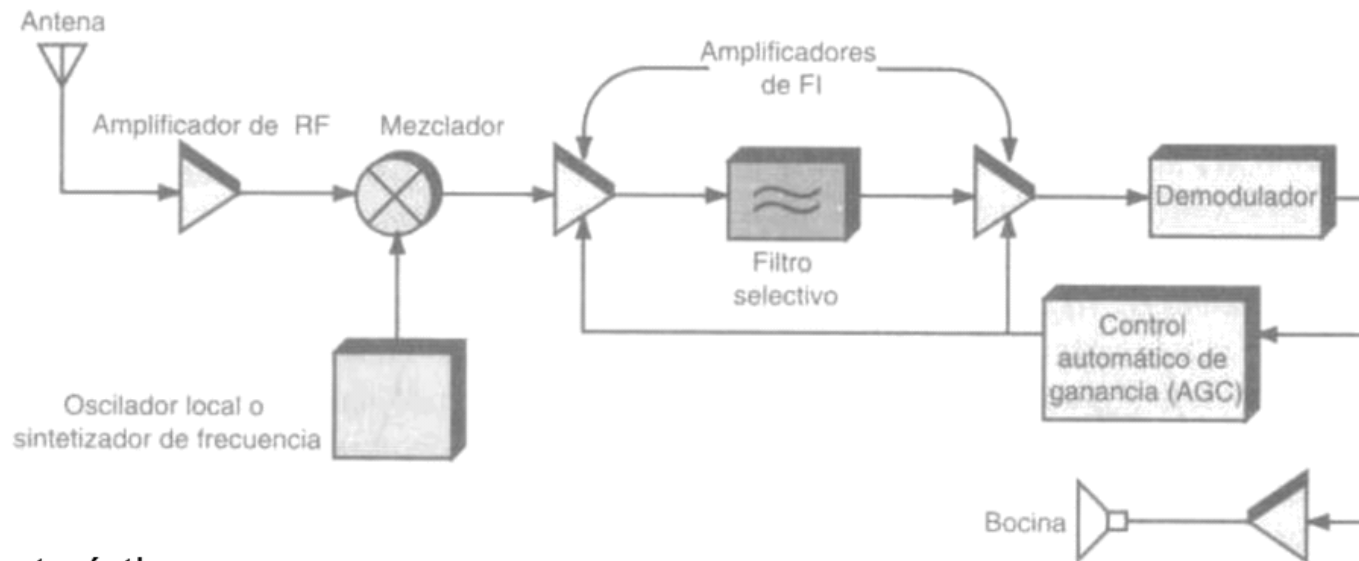 Antena
Amplificadores
de FI
Amplificador de RF
Mezclador
Demodulador
Filtro
selectivo
Control
automático de
ganancia (AGC)
Oscilador local o
sintetizador de frecuencia
Bocina